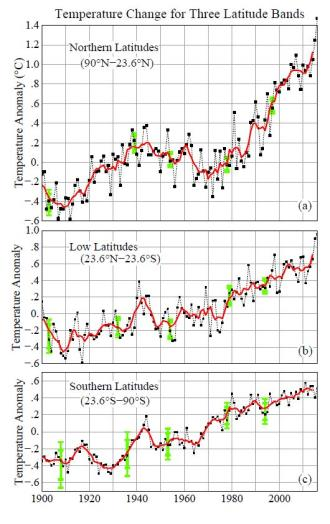 Temperature Change for Three Latitude Bands
1.4
1.2
1.0
.8
.6
.4
.2
.0
-.2
-.4
-.6
Temperature Anomaly (°C)
Northern Latitudes
(90°N−23.6°N)
(a)
1.0
.8
.6
.4
.2
.0
-.2
-.4
-.6
Temperature Anomaly
Low Latitudes
(23.6°N−23.6°S)
(b)
.6
.4
.2
.0
-.2
-.4
-.6
Temperature Anomaly
Southern Latitudes
(23.6°S−90°S)
(c)
1900 1920 1940 1960 1980 2000